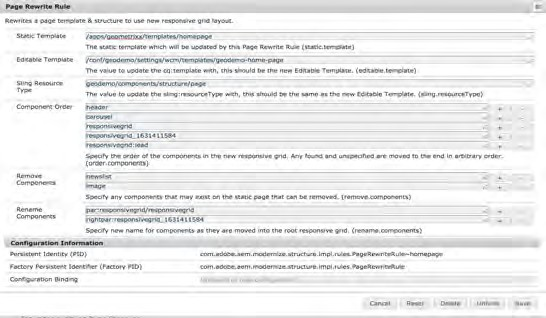 Page Rewrite Rule
Rewrites a page template & structure to use new responsive grid layout.
Static Template
/apps/geometrixx/templates/homepage
The static template which will be updated by this Page Rewrite Rule (static.template)
Editable Template
/conf/geodemo/settings/wcm/templates/geodemo-home-page
The value to update the cq:template with, this should be the new Editable Template. (editable.template)
Sling Resource Type
geodemo/components/structure/page
The value to update the sling:resourceType with, this should be the same as the new Editable Template. (sling.resourceType)
Component Order
header
carousel
responsivegrid
responsivegrid_1631411584
responsivegrid:lead
Specify the order of the components in the new responsive grid. Any found and unspecified are moved to the end in arbitrary order.
(order.components)
Remove Components
newslist
image
Specify any components that may exist on the static page that can be removed. (remove.components)
Rename Components
par:responsivegrid/responsivegrid
rightpar:responsivegrid_1631411584
Specify new name for components as they are moved into the root responsive grid. (rename.components)
Configuration Information
Persistent Identity (PID)
com.adobe.aem.modernize.structure.impl.rules.PageRewriteRule~homepage
Factory Persistent Identifier (Factory PID)
com.adobe.aem.modernize.structure.impl.rules.PageRewriteRule
Configuration Binding
Cancel Reset Delete Unbind Save